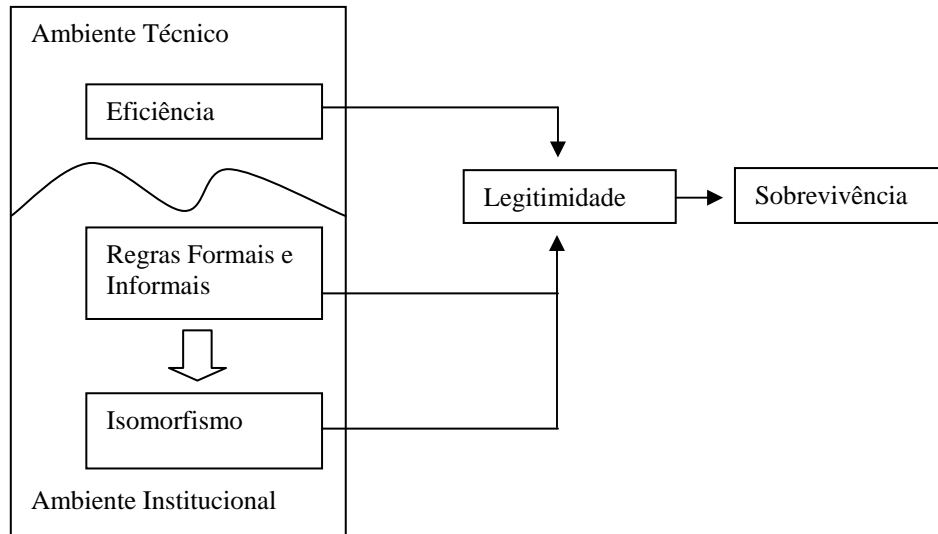 Ambiente Técnico
Eficiência
Legitimidade
Sobrevivência
Regras Formais e
Informais
Isomorfismo
Ambiente Institucional